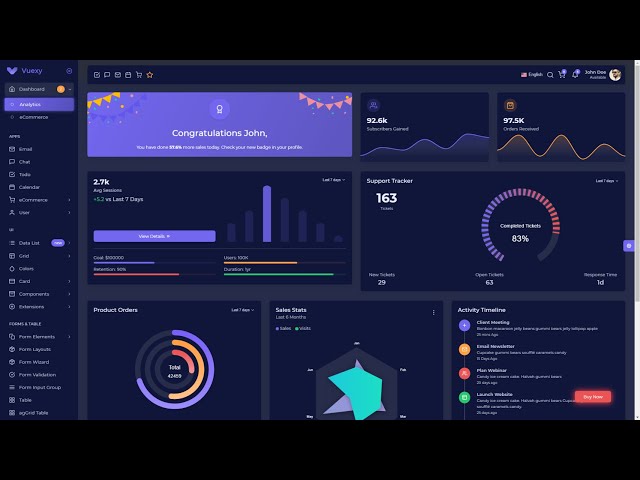 Vuexy
Dashboard
Analytics
eCommerce
APPS
Email
Chat
Todo
Calendar
eCommerce
User
UI
Data List
new
Grid
Colors
Card
Components
Extensions
FORMS & TABLE
Form Elements
Form Layouts
Form Wizard
Form Validation
Form Input Group
Table
agGrid Table
English
John Doe
Available
Congratulations John,
You have done 57.6% more sales today. Check your new badge in your profile.
92.6k
Subscribers Gained
97.5K
Orders Received
2.7k
Avg Sessions
+5.2 vs Last 7 Days
Last 7 days
View Details
Goal: $100000
Users: 100K
Retention: 90%
Duration: 1yr
Support Tracker
Last 7 days
163
Tickets
Completed Tickets
83%
New Tickets
29
Open Tickets
63
Response Time
1d
Product Orders
Last 7 days
Total
42459
Sales Stats
Last 6 Months
Sales
Visits
Jan
Feb
Mar
May
Jun
Activity Timeline
Client Meeting
Bonbon macaroon jelly beans gummi bears jelly lollipop apple
25 mins Ago
Email Newsletter
Cupcake gummi bears soufflé caramels candy
15 Days Ago
Plan Webinar
Candy ice cream cake. Halvah gummi bears
20 days Ago
Launch Website
Candy ice cream cake. Halvah gummi bears
soufflé caramels candy.
25 days Ago
Buy Now